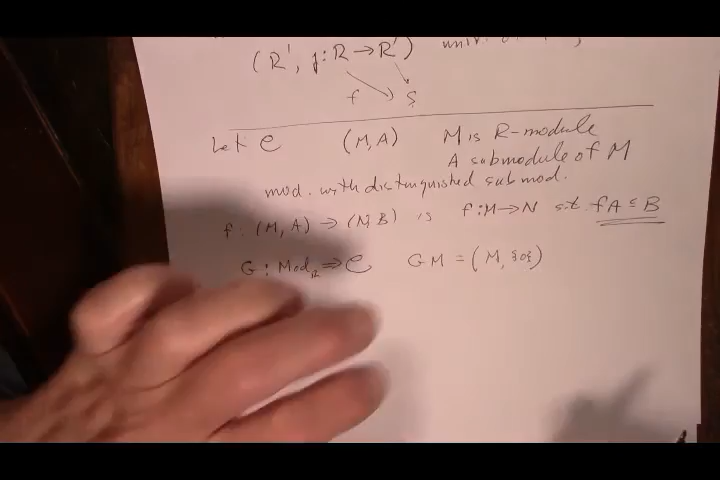 (R', j: R → R')
f S
Let C (M, A) M is R-module
A submodule of M
mod. with distinguished submod.
f: (M, A) → (N, B) is f: M → N s.t. fA ⊆ B
G: Mod_R → C GM = (M, {0})